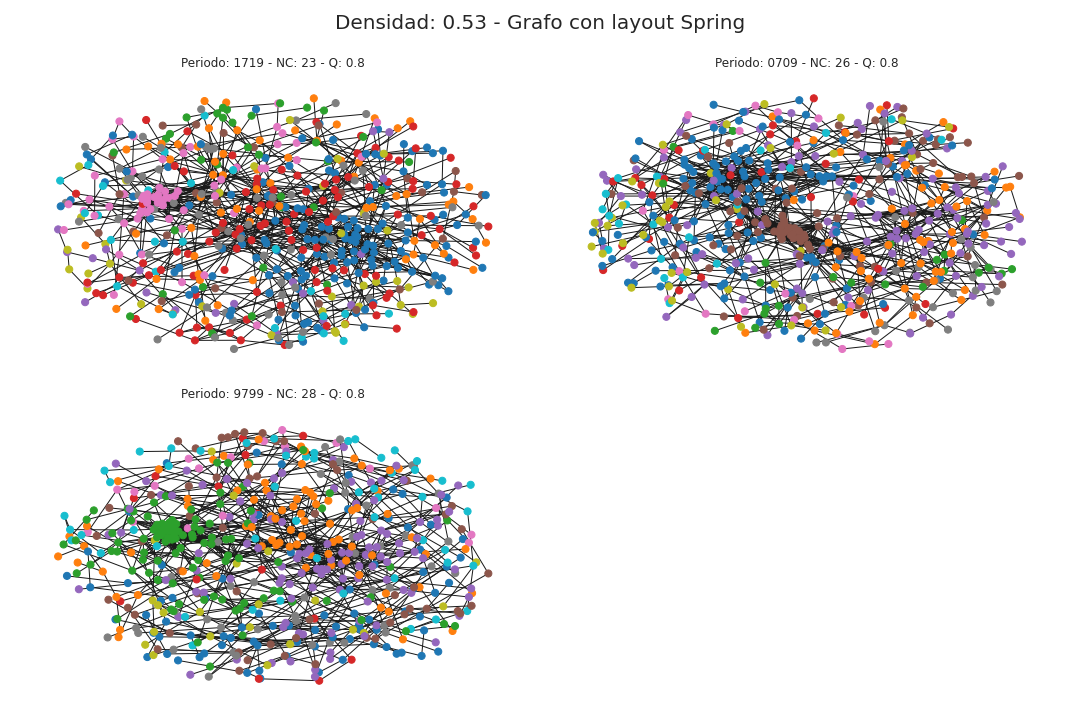 Densidad: 0.53 - Grafo con layout Spring
Periodo: 1719 - NC: 23 - Q: 0.8
Periodo: 0709 - NC: 26 - Q: 0.8
Periodo: 9799 - NC: 28 - Q: 0.8